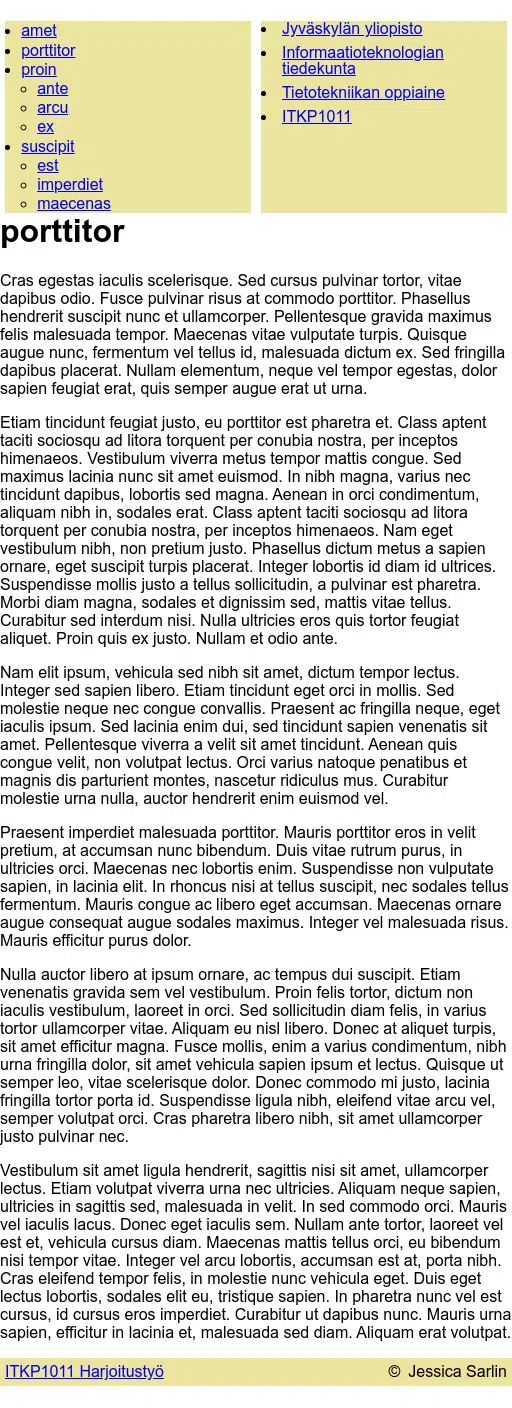 amet
porttitor
proin
ante
arcu
ex
suscipit
est
imperdiet
maecenas
Jyväskylän yliopisto
Informaatioteknologian
tiedekunta
Tietotekniikan oppiaine
ITKP1011
porttitor
Cras egestas iaculis scelerisque. Sed cursus pulvinar tortor, vitae
dapibus odio. Fusce pulvinar risus at commodo porttitor. Phasellus
hendrerit suscipit nunc et ullamcorper. Pellentesque gravida maximus
felis malesuada tempor. Maecenas vitae vulputate turpis. Quisque
augue nunc, fermentum vel tellus id, malesuada dictum ex. Sed fringilla
dapibus placerat. Nullam elementum, neque vel tempor egestas, dolor
sapien feugiat erat, quis semper augue erat ut urna.
Etiam tincidunt feugiat justo, eu porttitor est pharetra et. Class aptent
taciti sociosqu ad litora torquent per conubia nostra, per inceptos
himenaeos. Vestibulum viverra metus tempor mattis congue. Sed
maximus lacinia nunc sit amet euismod. In nibh magna, varius nec
tincidunt dapibus, lobortis sed magna. Aenean in orci condimentum,
aliquam nibh in, sodales erat. Class aptent taciti sociosqu ad litora
torquent per conubia nostra, per inceptos himenaeos. Nam eget
vestibulum nibh, non pretium justo. Phasellus dictum metus a sapien
ornare, eget suscipit turpis placerat. Integer lobortis id diam id ultrices.
Suspendisse mollis justo a tellus sollicitudin, a pulvinar est pharetra.
Morbi diam magna, sodales et dignissim sed, mattis vitae tellus.
Curabitur sed interdum nisi. Nulla ultricies eros quis tortor feugiat
aliquet. Proin quis ex justo. Nullam et odio ante.
Nam elit ipsum, vehicula sed nibh sit amet, dictum tempor lectus.
Integer sed sapien libero. Etiam tincidunt eget orci in mollis. Sed
molestie neque nec congue convallis. Praesent ac fringilla neque, eget
iaculis ipsum. Sed lacinia enim dui, sed tincidunt sapien venenatis sit
amet. Pellentesque viverra a velit sit amet tincidunt. Aenean quis
congue velit, non volutpat lectus. Orci varius natoque penatibus et
magnis dis parturient montes, nascetur ridiculus mus. Curabitur
molestie urna nulla, auctor hendrerit enim euismod vel.
Praesent imperdiet malesuada porttitor. Mauris porttitor eros in velit
pretium, at accumsan nunc bibendum. Duis vitae rutrum purus, in
ultricies orci. Maecenas nec lobortis enim. Suspendisse non vulputate
sapien, in lacinia elit. In rhoncus nisi at tellus suscipit, nec sodales tellus
fermentum. Mauris congue ac libero eget accumsan. Maecenas ornare
augue consequat augue sodales maximus. Integer vel malesuada risus.
Mauris efficitur purus dolor.
Nulla auctor libero at ipsum ornare, ac tempus dui suscipit. Etiam
venenatis gravida sem vel vestibulum. Proin felis tortor, dictum non
iaculis vestibulum, laoreet in orci. Sed sollicitudin diam felis, in varius
tortor ullamcorper vitae. Aliquam eu nisl libero. Donec at aliquet turpis,
sit amet efficitur magna. Fusce mollis, enim a varius condimentum, nibh
urna fringilla dolor, sit amet vehicula sapien ipsum et lectus. Quisque ut
semper leo, vitae scelerisque dolor. Donec commodo mi justo, lacinia
fringilla tortor porta id. Suspendisse ligula nibh, eleifend vitae arcu vel,
semper volutpat orci. Cras pharetra libero nibh, sit amet ullamcorper
justo pulvinar nec.
Vestibulum sit amet ligula hendrerit, sagittis nisi sit amet, ullamcorper
lectus. Etiam volutpat viverra urna nec ultricies. Aliquam neque sapien,
ultricies in sagittis sed, malesuada in velit. In sed commodo orci. Mauris
vel iaculis lacus. Donec eget iaculis sem. Nullam ante tortor, laoreet vel
est et, vehicula cursus diam. Maecenas mattis tellus orci, eu bibendum
nisi tempor vitae. Integer vel arcu lobortis, accumsan est at, porta nibh.
Cras eleifend tempor felis, in molestie nunc vehicula eget. Duis eget
lectus lobortis, sodales elit eu, tristique sapien. In pharetra nunc vel est
cursus, id cursus eros imperdiet. Curabitur ut dapibus nunc. Mauris urna
sapien, efficitur in lacinia et, malesuada sed diam. Aliquam erat volutpat.
ITKP1011 Harjoitustyö
© Jessica Sarlin